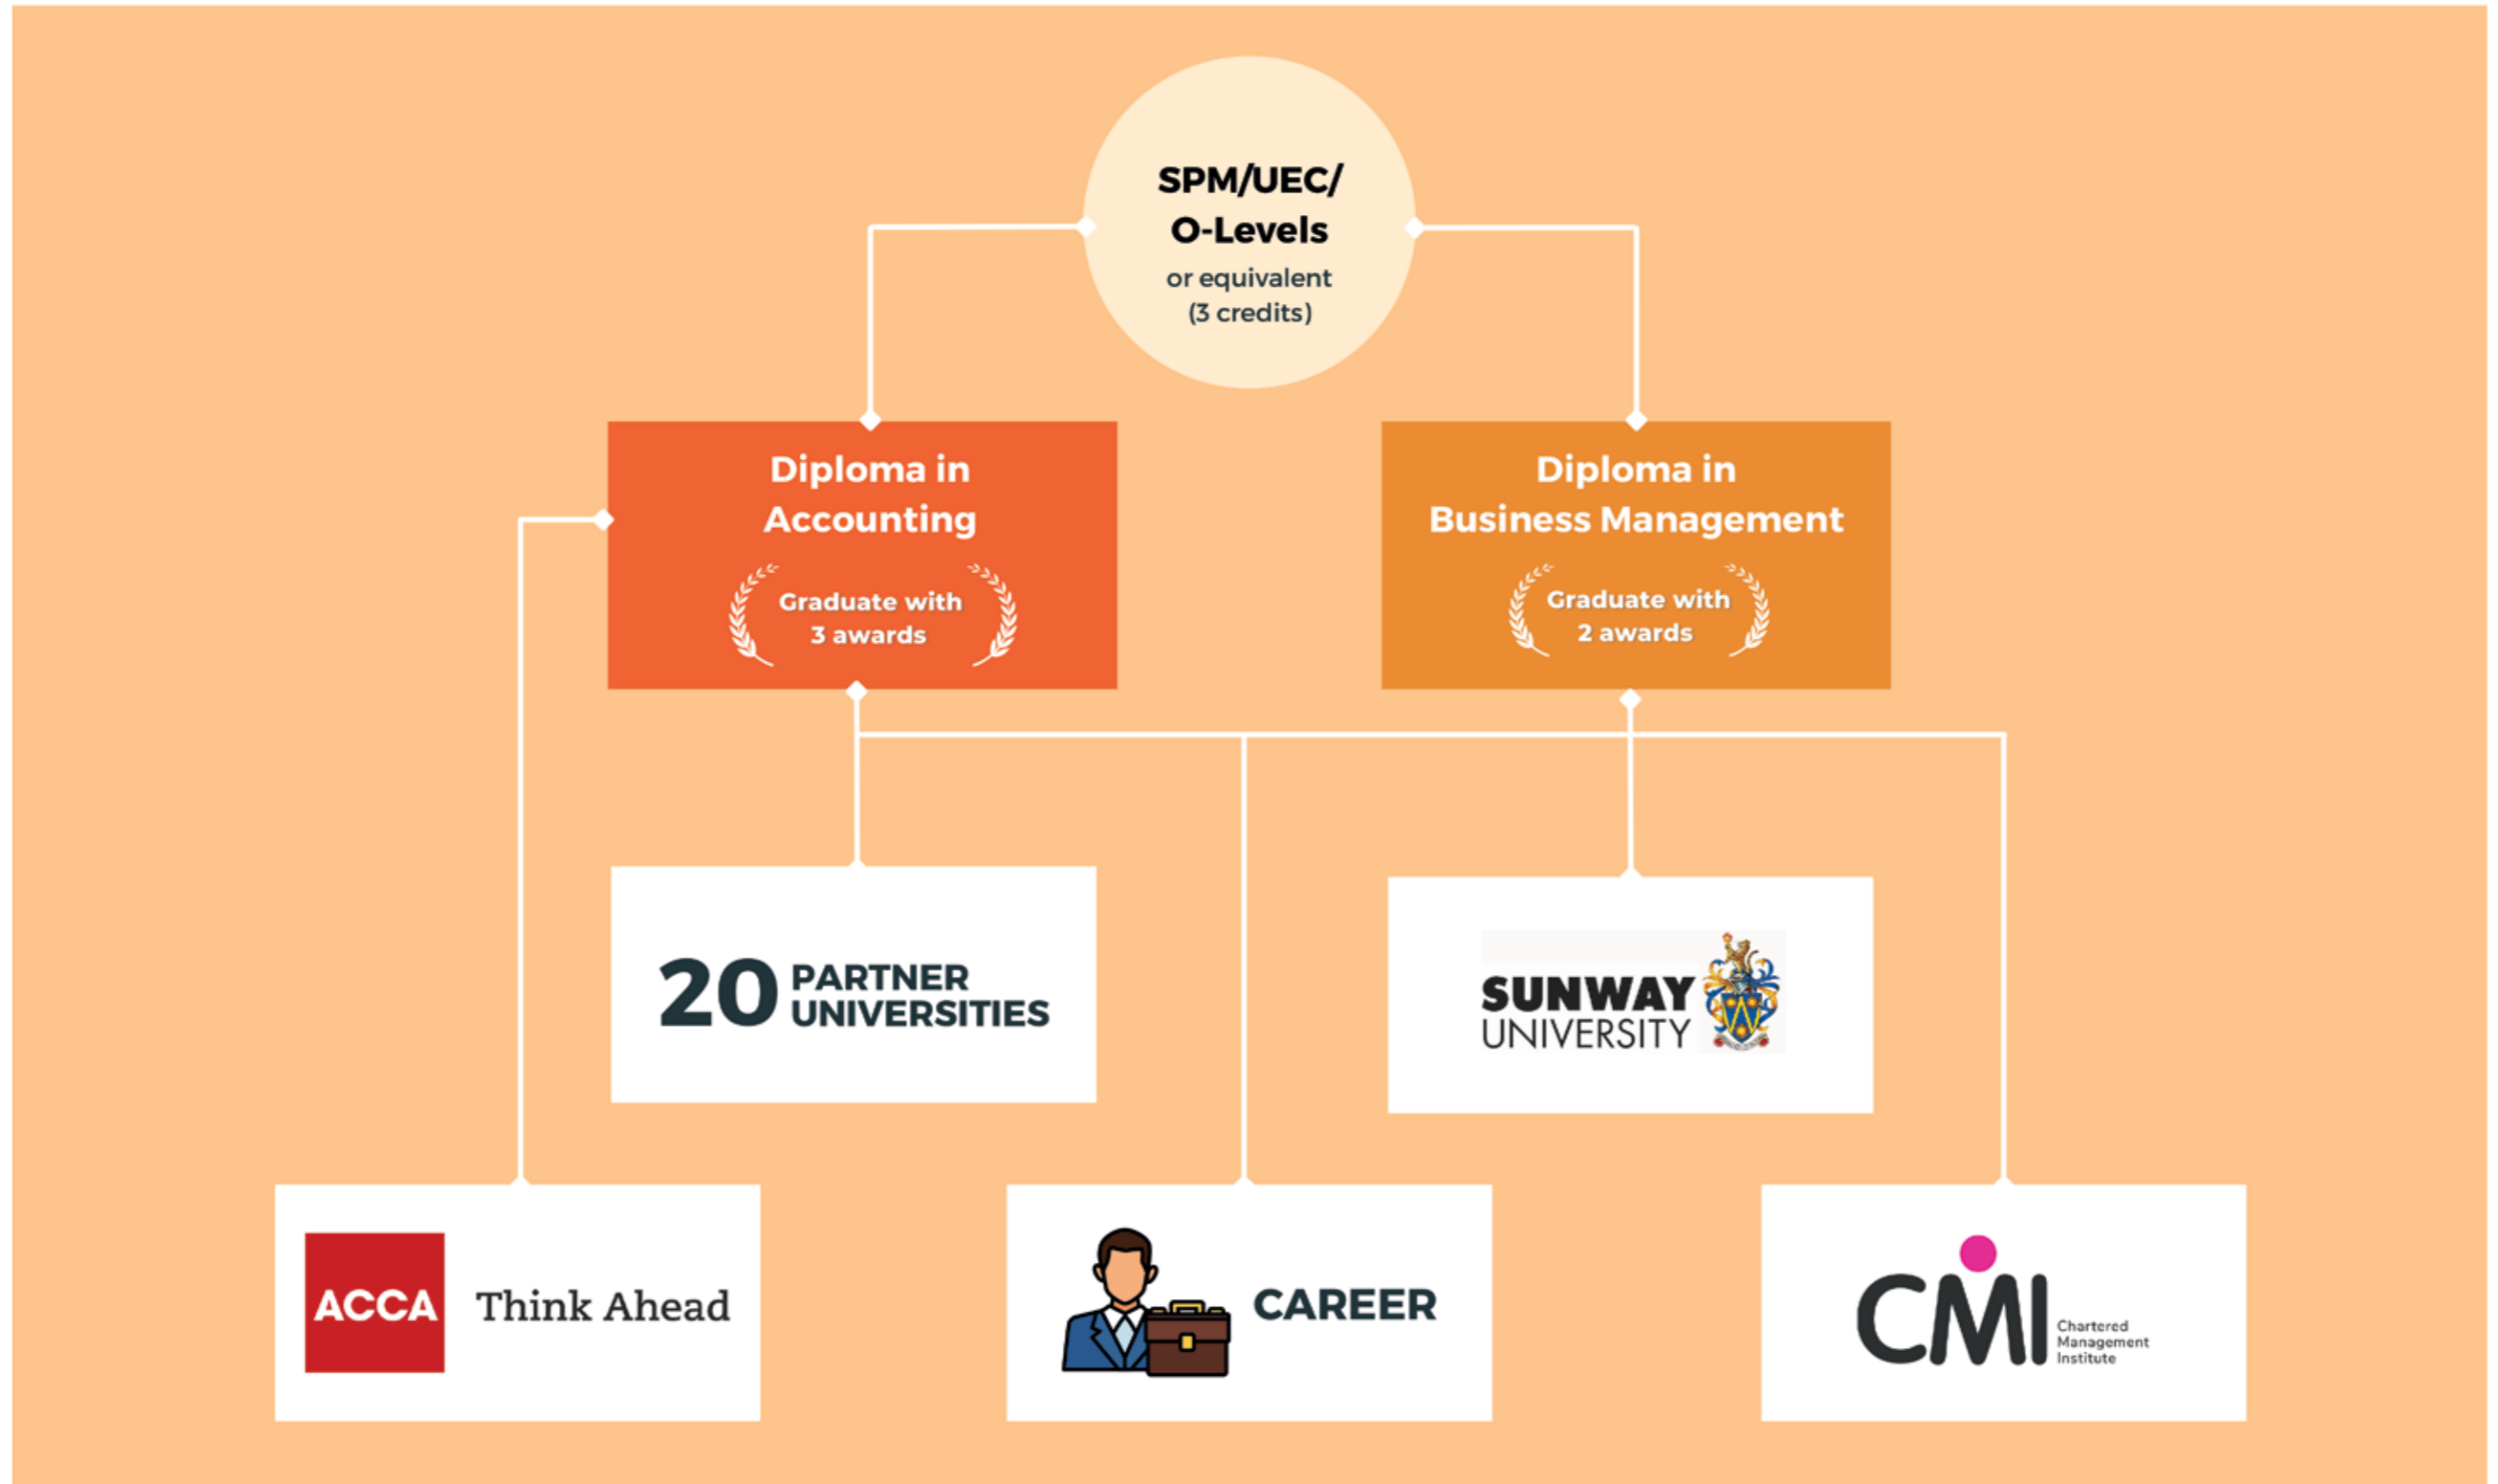 SPM/UEC/
O-Levels
or equivalent
(3 credits)
Diploma in
Accounting
Graduate with
3 awards
Diploma in
Business Management
Graduate with
2 awards
20 PARTNER
UNIVERSITIES
SUNWAY
UNIVERSITY
ACCA Think Ahead
CAREER
CMI
Chartered
Management
Institute